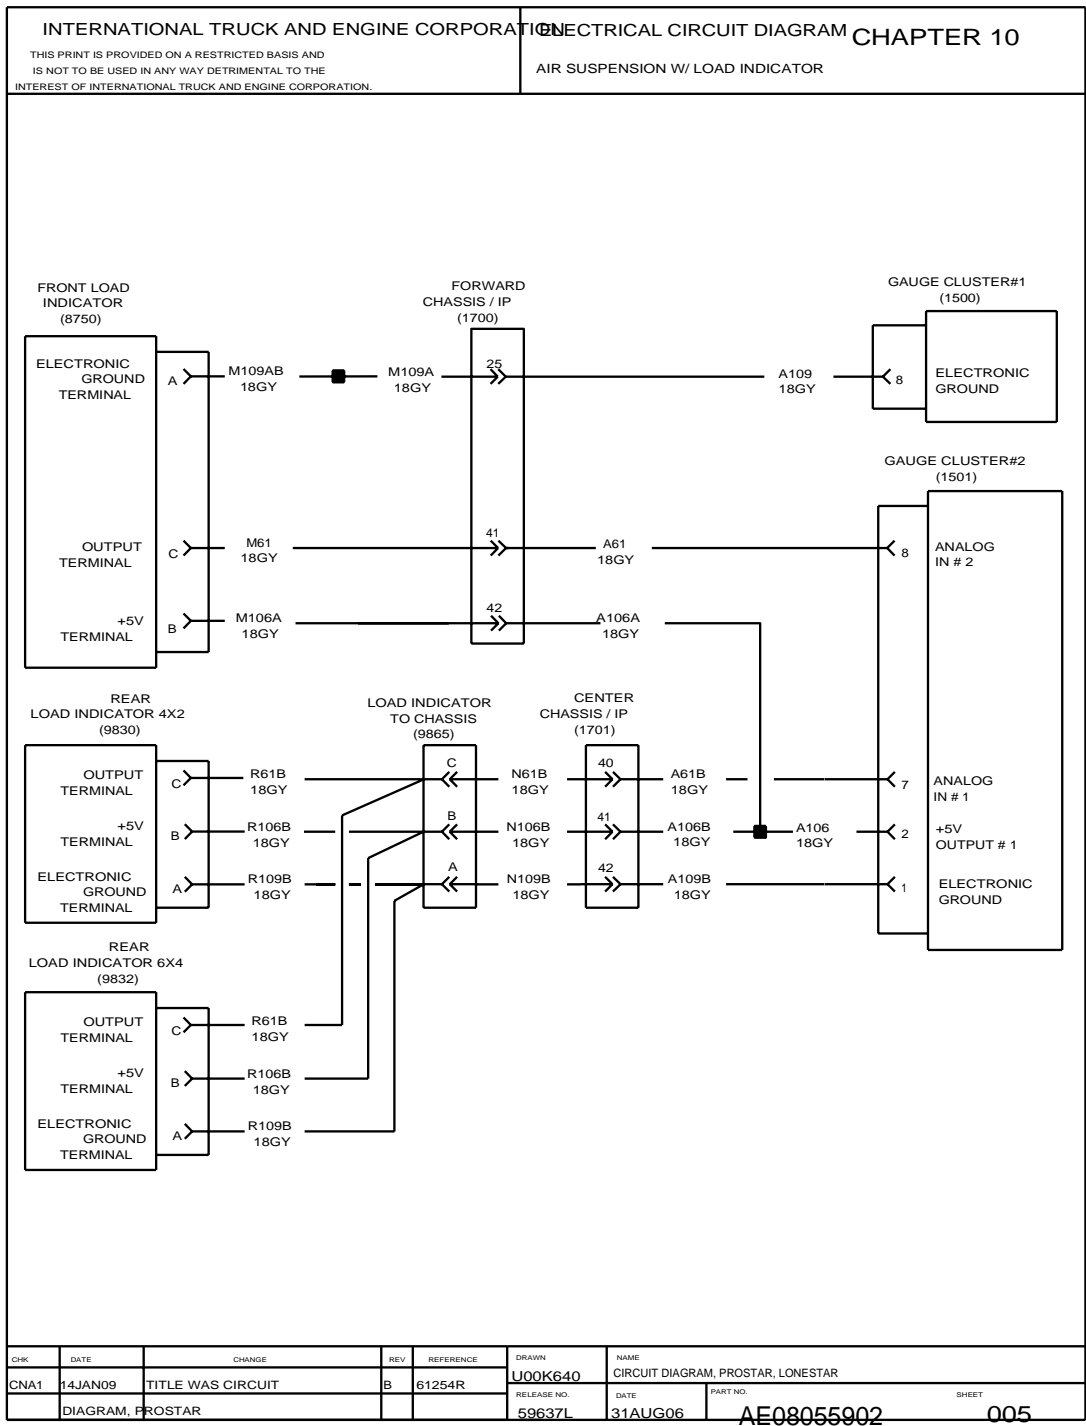 INTERNATIONAL TRUCK AND ENGINE CORPORATION
THIS PRINT IS PROVIDED ON A RESTRICTED BASIS AND
IS NOT TO BE USED IN ANY WAY DETRIMENTAL TO THE
INTEREST OF INTERNATIONAL TRUCK AND ENGINE CORPORATION.
ELECTRICAL CIRCUIT DIAGRAM
CHAPTER 10
AIR SUSPENSION W/ LOAD INDICATOR
FRONT LOAD
INDICATOR
(8750)
ELECTRONIC
GROUND
TERMINAL
A
M109AB
18GY
M109A
18GY
FORWARD
CHASSIS / IP
(1700)
25
A109
18GY
GAUGE CLUSTER#1
(1500)
8
ELECTRONIC
GROUND
OUTPUT
TERMINAL
C
M61
18GY
41
A61
18GY
GAUGE CLUSTER#2
(1501)
8
ANALOG
IN # 2
+5V
TERMINAL
B
M106A
18GY
42
A106A
18GY
REAR
LOAD INDICATOR 4X2
(9830)
LOAD INDICATOR
TO CHASSIS
(9865)
CENTER
CHASSIS / IP
(1701)
OUTPUT
TERMINAL
C
R61B
18GY
C
N61B
18GY
40
A61B
18GY
7
ANALOG
IN # 1
+5V
TERMINAL
B
R106B
18GY
B
N106B
18GY
41
A106B
18GY
A106
18GY
2
+5V
OUTPUT # 1
ELECTRONIC
GROUND
TERMINAL
A
R109B
18GY
A
N109B
18GY
42
A109B
18GY
1
ELECTRONIC
GROUND
REAR
LOAD INDICATOR 6X4
(9832)
OUTPUT
TERMINAL
C
R61B
18GY
+5V
TERMINAL
B
R106B
18GY
ELECTRONIC
GROUND
TERMINAL
A
R109B
18GY
CHK DATE CHANGE REV REFERENCE
CNA1 14JAN09 TITLE WAS CIRCUIT B 61254R
DIAGRAM, PROSTAR
DRAWN
U00K640
NAME
CIRCUIT DIAGRAM, PROSTAR, LONESTAR
RELEASE NO.
59637L
DATE
31AUG06
PART NO.
AE08055902
SHEET
005